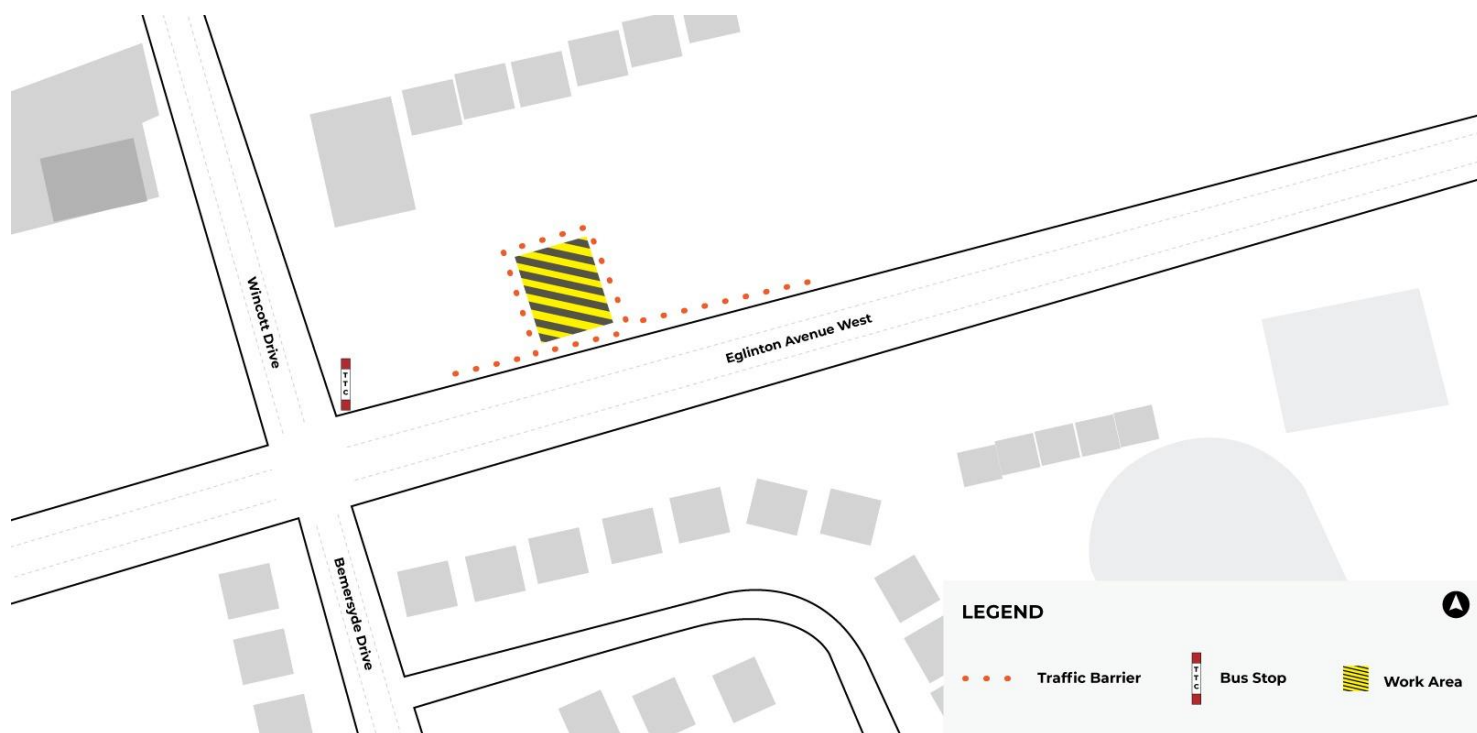 Wincott Drive
TTC
Eglinton Avenue West
Bemersyde Drive
LEGEND
Traffic Barrier
TTC
Bus Stop
Work Area